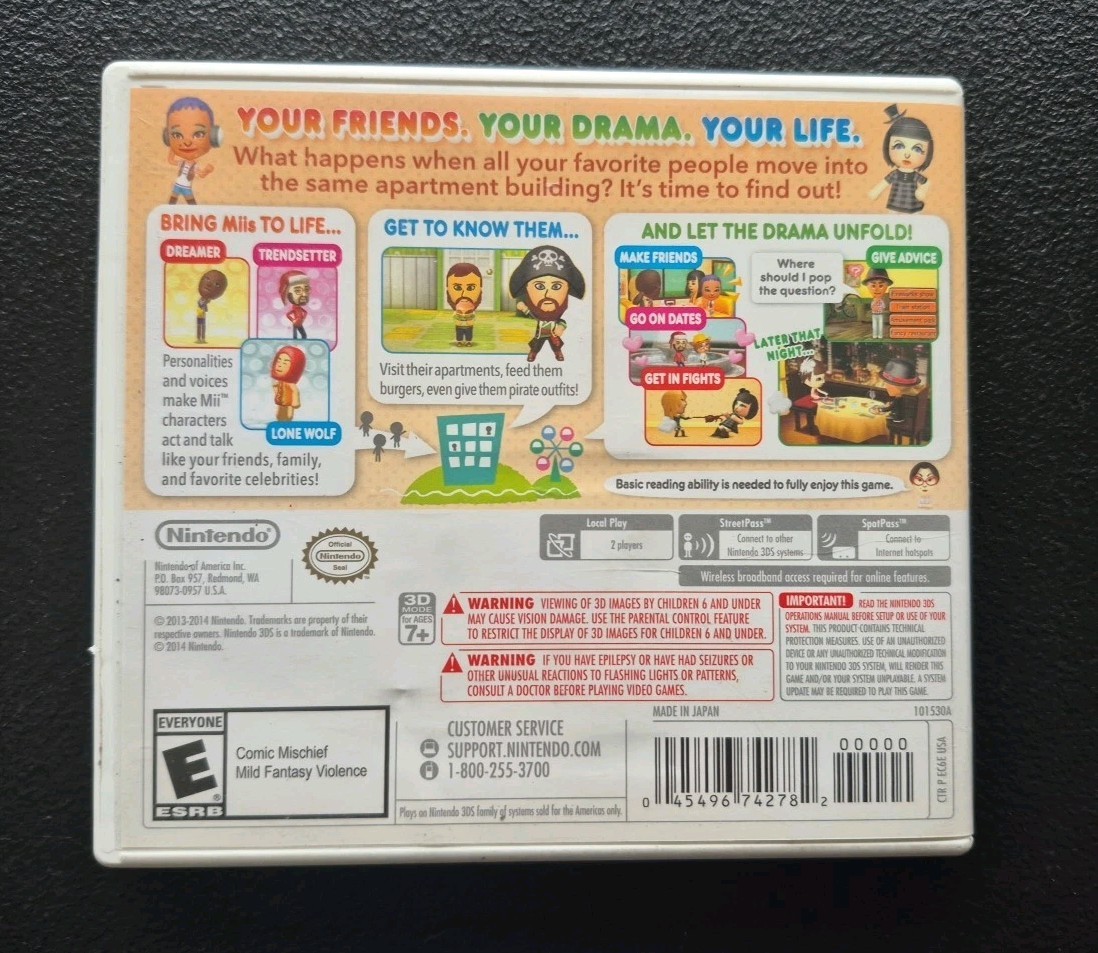 YOUR FRIENDS. YOUR DRAMA. YOUR LIFE.
What happens when all your favorite people move into
the same apartment building? It's time to find out!
BRING Miis TO LIFE...
DREAMER
TRENDSETTER
Personalities
and voices
make Mii™
characters
act and talk
like your friends, family,
and favorite celebrities!
LONE WOLF
GET TO KNOW THEM...
Visit their apartments, feed them
burgers, even give them pirate outfits!
AND LET THE DRAMA UNFOLD!
MAKE FRIENDS
GO ON DATES
GET IN FIGHTS
Where
should I pop
the question?
GIVE ADVICE
LATER THAT
NIGHT...
Basic reading ability is needed to fully enjoy this game.
Nintendo
Nintendo of America Inc.
P.O. Box 957, Redmond, WA
98073-0957 U.S.A.
Official
Nintendo
Seal
Local Play
2 players
StreetPass™
Connect to other
Nintendo 3DS systems
SpotPass™
Connect to
Internet hotspots
Wireless broadband access required for online features.
© 2013-2014 Nintendo. Trademarks are property of their
respective owners. Nintendo 3DS is a trademark of Nintendo.
© 2014 Nintendo.
3D
MODE
for AGES
7+
WARNING VIEWING OF 3D IMAGES BY CHILDREN 6 AND UNDER
MAY CAUSE VISION DAMAGE. USE THE PARENTAL CONTROL FEATURE
TO RESTRICT THE DISPLAY OF 3D IMAGES FOR CHILDREN 6 AND UNDER.
WARNING IF YOU HAVE EPILEPSY OR HAVE HAD SEIZURES OR
OTHER UNUSUAL REACTIONS TO FLASHING LIGHTS OR PATTERNS,
CONSULT A DOCTOR BEFORE PLAYING VIDEO GAMES.
IMPORTANT! READ THE NINTENDO 3DS
OPERATIONS MANUAL BEFORE SETUP OR USE OF YOUR
SYSTEM. THIS PRODUCT CONTAINS TECHNICAL
PROTECTION MEASURES. USE OF AN UNAUTHORIZED
DEVICE OR ANY UNAUTHORIZED TECHNICAL MODIFICATION
TO YOUR NINTENDO 3DS SYSTEM, WILL RENDER THIS
GAME AND/OR YOUR SYSTEM UNPLAYABLE. A SYSTEM
UPDATE MAY BE REQUIRED TO PLAY THIS GAME.
MADE IN JAPAN
101530A
EVERYONE
E
®
ESRB
Comic Mischief
Mild Fantasy Violence
CUSTOMER SERVICE
SUPPORT.NINTENDO.COM
1-800-255-3700
Plays on Nintendo 3DS family of systems sold for the Americas only.
00000
0 45496 74278 2
CTR P EC6E USA